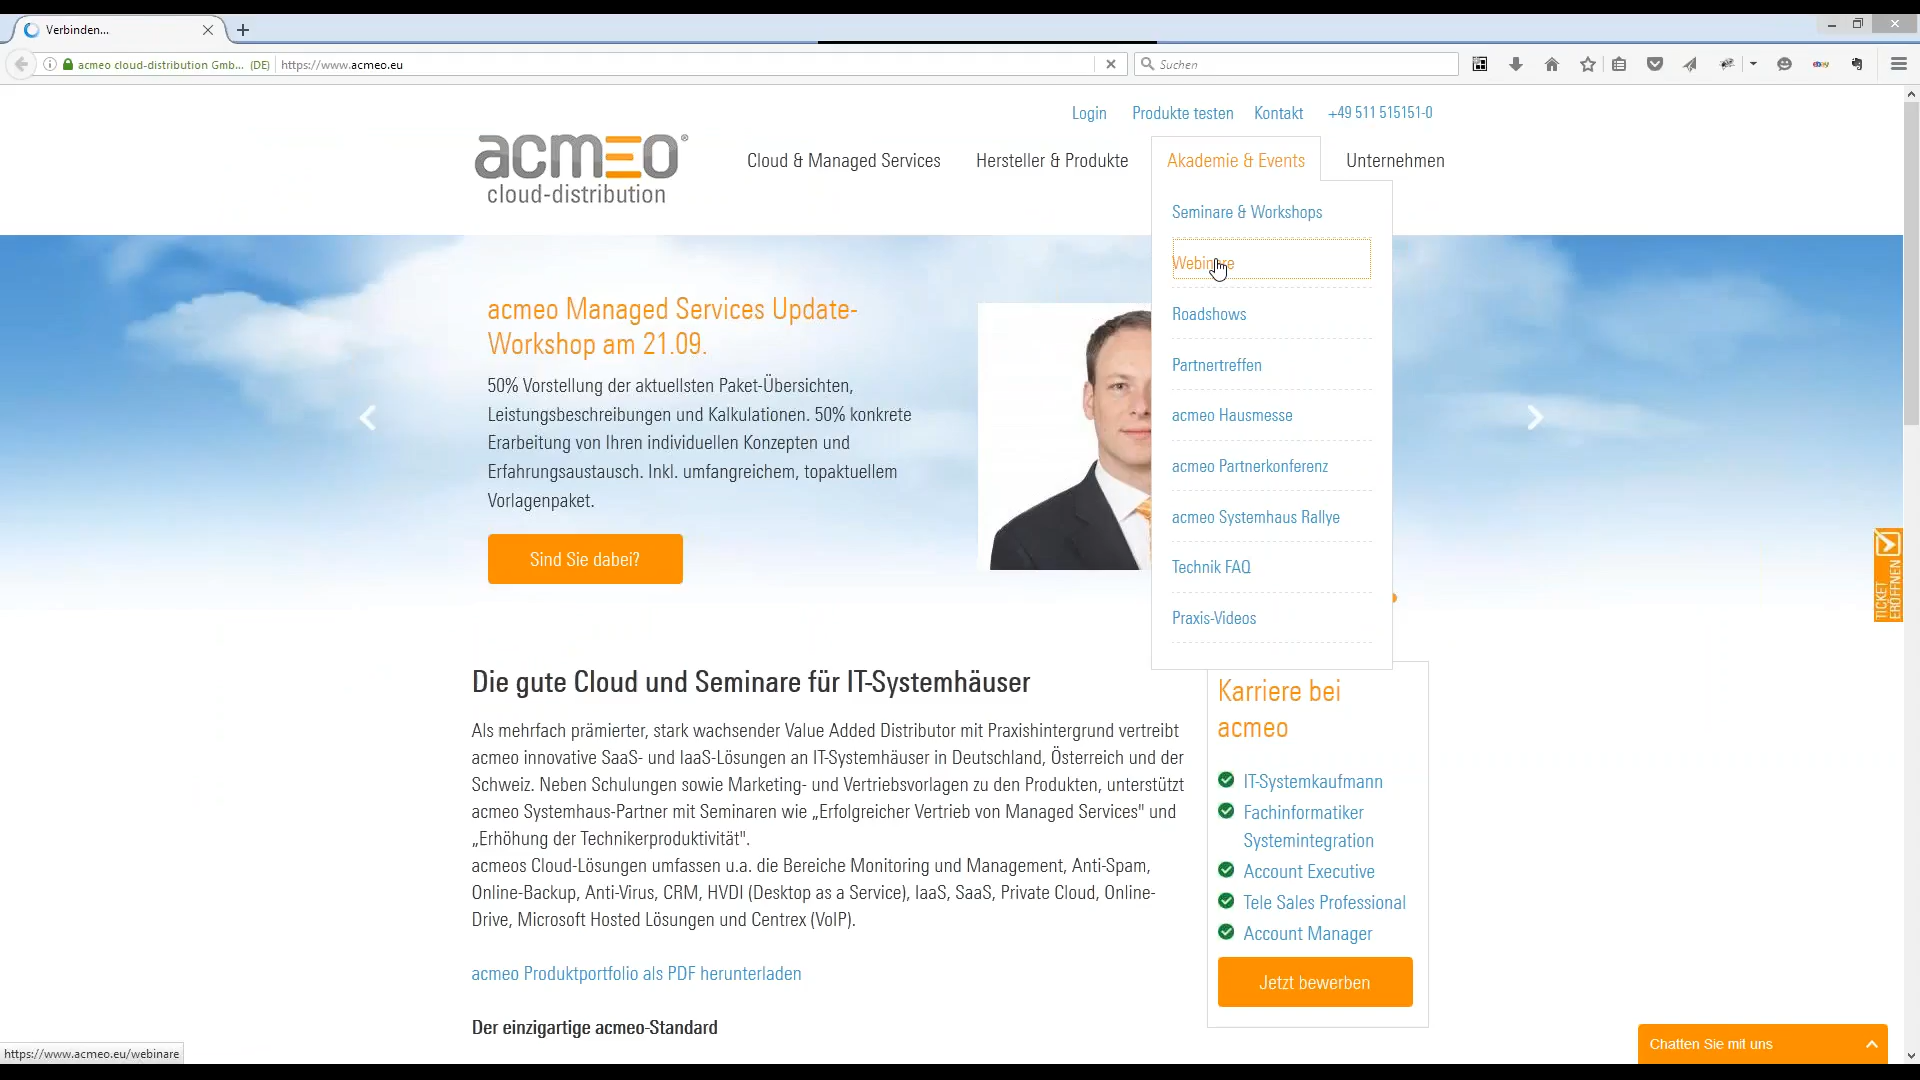 Verbinden...
acmeo cloud-distribution Gmb... (DE) https://www.acmeo.eu
Suchen
ebay
Login Produkte testen Kontakt +49 511 515151-0
acmeo®
cloud-distribution
Cloud & Managed Services Hersteller & Produkte Akademie & Events Unternehmen
Seminare & Workshops
Webinare
Roadshows
Partnertreffen
acmeo Hausmesse
acmeo Partnerkonferenz
acmeo Systemhaus Rallye
Technik FAQ
Praxis-Videos
acmeo Managed Services Update-
Workshop am 21.09.
50% Vorstellung der aktuellsten Paket-Übersichten,
Leistungsbeschreibungen und Kalkulationen. 50% konkrete
Erarbeitung von Ihren individuellen Konzepten und
Erfahrungsaustausch. Inkl. umfangreichem, topaktuellem
Vorlagenpaket.
Sind Sie dabei?
TICKET
ERÖFFNEN
Die gute Cloud und Seminare für IT-Systemhäuser
Als mehrfach prämierter, stark wachsender Value Added Distributor mit Praxishintergrund vertreibt
acmeo innovative SaaS- und IaaS-Lösungen an IT-Systemhäuser in Deutschland, Österreich und der
Schweiz. Neben Schulungen sowie Marketing- und Vertriebsvorlagen zu den Produkten, unterstützt
acmeo Systemhaus-Partner mit Seminaren wie „Erfolgreicher Vertrieb von Managed Services" und
„Erhöhung der Technikerproduktivität".
acmeos Cloud-Lösungen umfassen u.a. die Bereiche Monitoring und Management, Anti-Spam,
Online-Backup, Anti-Virus, CRM, HVDI (Desktop as a Service), IaaS, SaaS, Private Cloud, Online-
Drive, Microsoft Hosted Lösungen und Centrex (VoIP).
acmeo Produktportfolio als PDF herunterladen
Der einzigartige acmeo-Standard
Karriere bei
acmeo
IT-Systemkaufmann
Fachinformatiker
Systemintegration
Account Executive
Tele Sales Professional
Account Manager
Jetzt bewerben
Chatten Sie mit uns
https://www.acmeo.eu/webinare